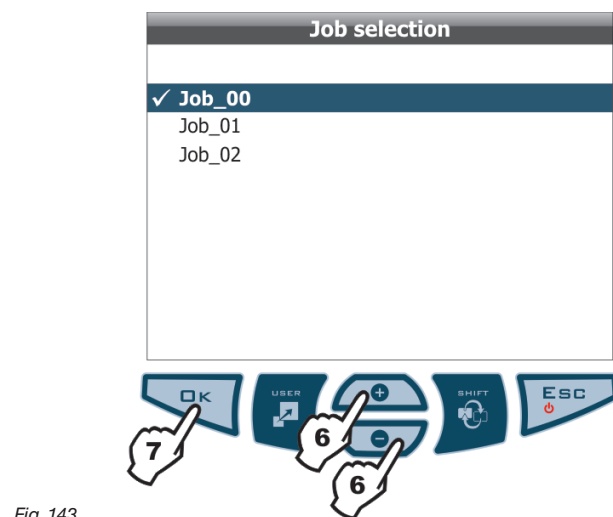 Job selection
✓ Job_00
Job_01
Job_02
OK
USER
SHIFT
ESC
6
7
6
Fig. 143